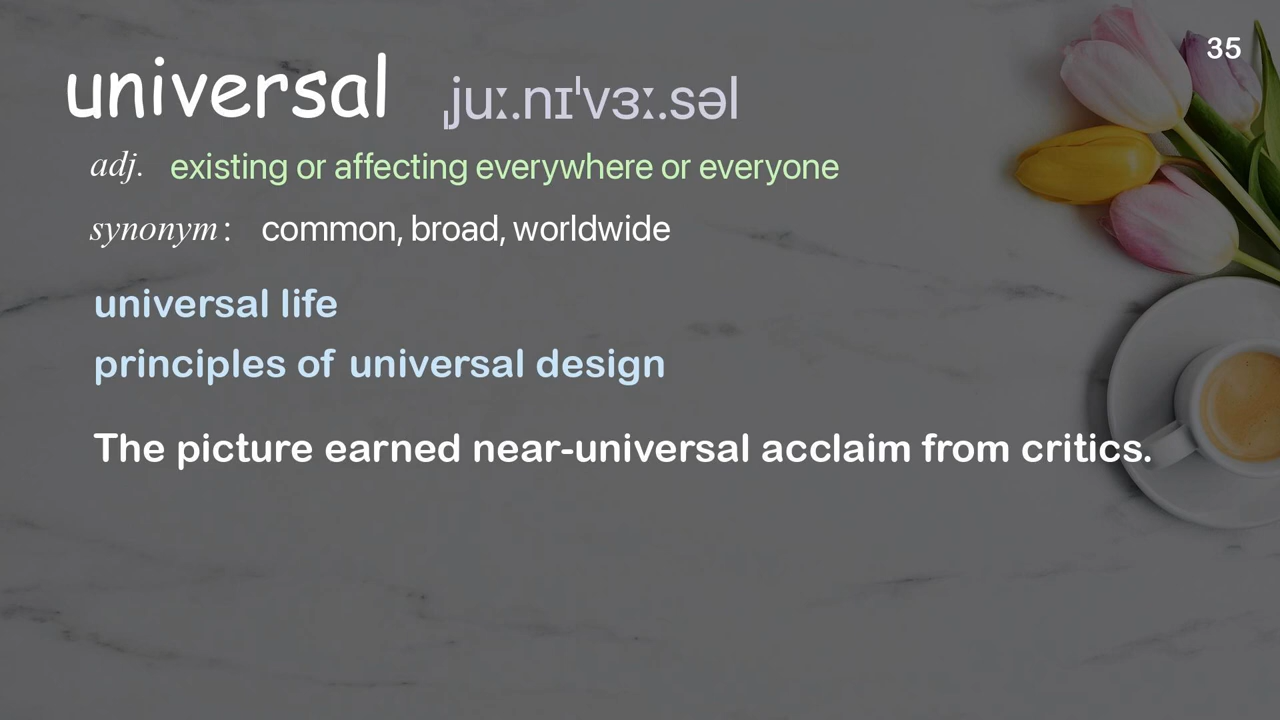 35
universal ˌjuː.nɪˈvɜː.səl
adj. existing or affecting everywhere or everyone
synonym : common, broad, worldwide
universal life
principles of universal design
The picture earned near-universal acclaim from critics.